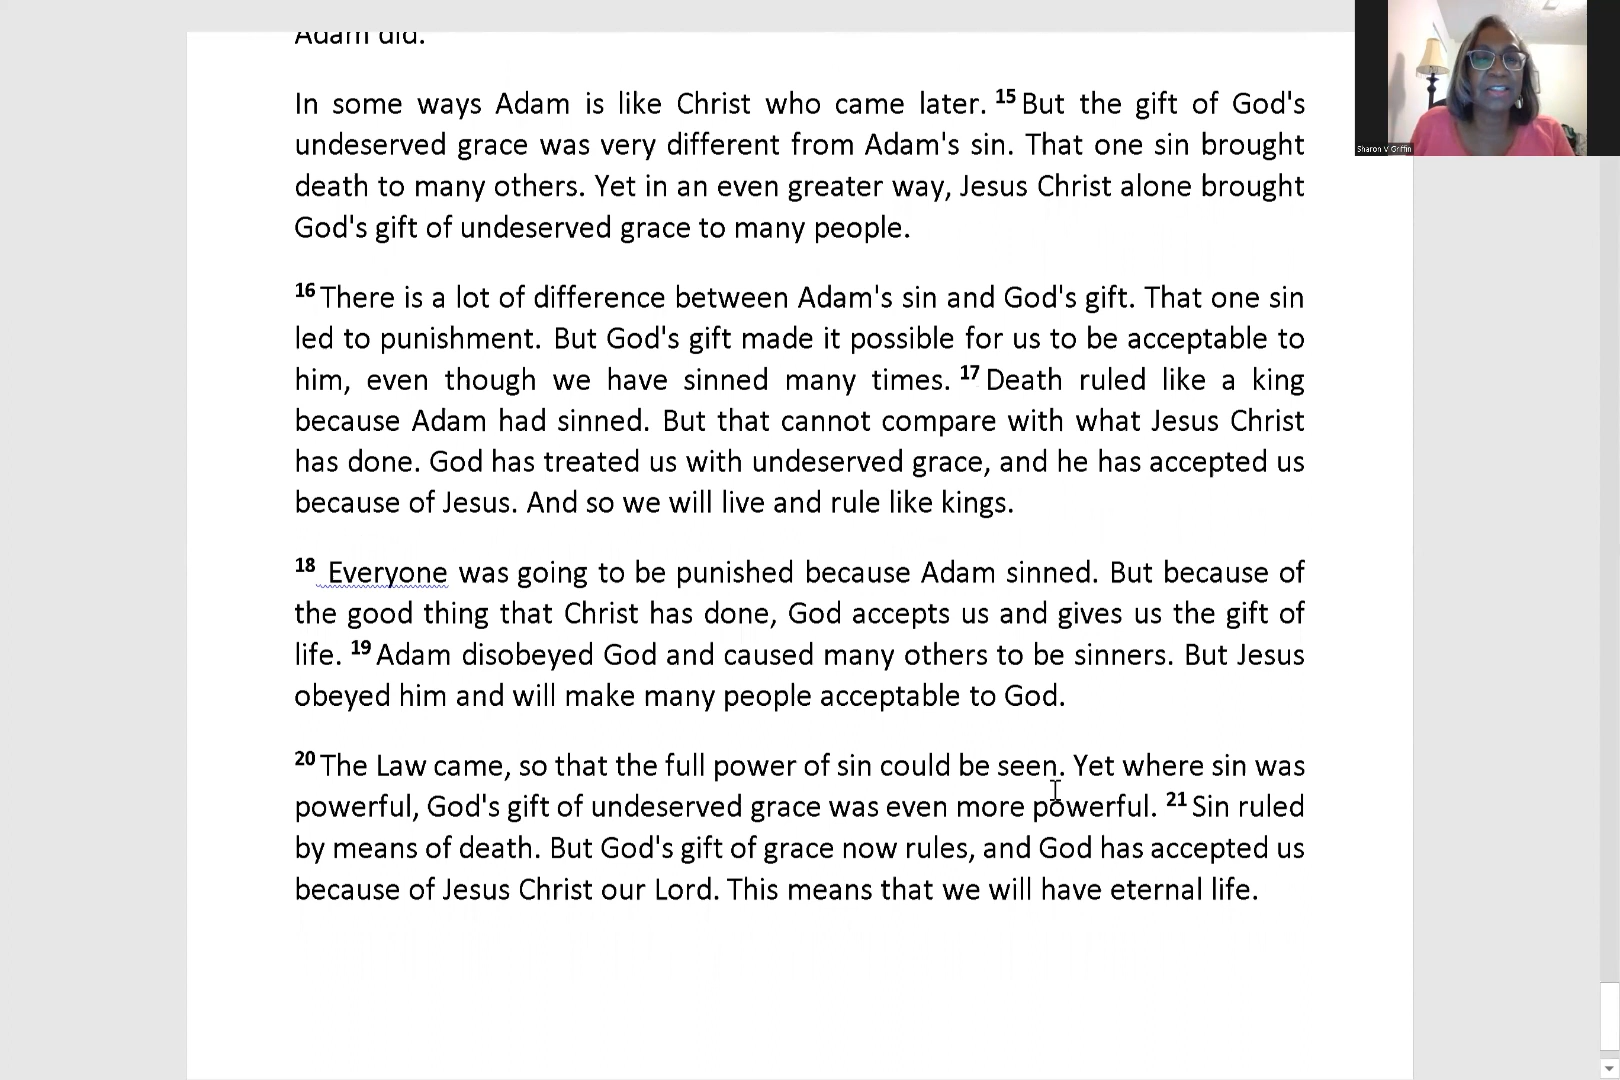 Adam did.
In some ways Adam is like Christ who came later. 15 But the gift of God's
undeserved grace was very different from Adam's sin. That one sin brought
death to many others. Yet in an even greater way, Jesus Christ alone brought
God's gift of undeserved grace to many people.
16 There is a lot of difference between Adam's sin and God's gift. That one sin
led to punishment. But God's gift made it possible for us to be acceptable to
him, even though we have sinned many times. 17 Death ruled like a king
because Adam had sinned. But that cannot compare with what Jesus Christ
has done. God has treated us with undeserved grace, and he has accepted us
because of Jesus. And so we will live and rule like kings.
18 Everyone was going to be punished because Adam sinned. But because of
the good thing that Christ has done, God accepts us and gives us the gift of
life. 19 Adam disobeyed God and caused many others to be sinners. But Jesus
obeyed him and will make many people acceptable to God.
20 The Law came, so that the full power of sin could be seen. Yet where sin was
powerful, God's gift of undeserved grace was even more powerful. 21 Sin ruled
by means of death. But God's gift of grace now rules, and God has accepted us
because of Jesus Christ our Lord. This means that we will have eternal life.
Sharon V Griffin